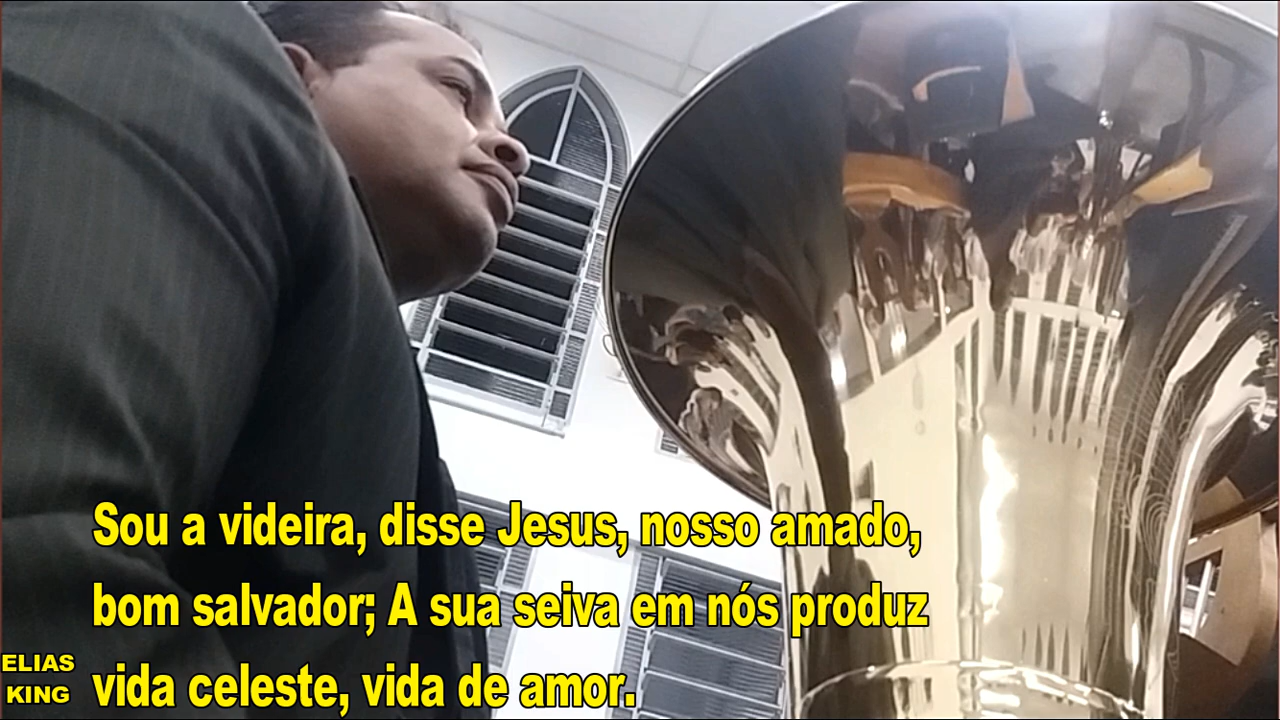 Sou a videira, disse Jesus, nosso amado,
bom salvador; A sua seiva em nós produz
vida celeste, vida de amor.
ELIAS
KING